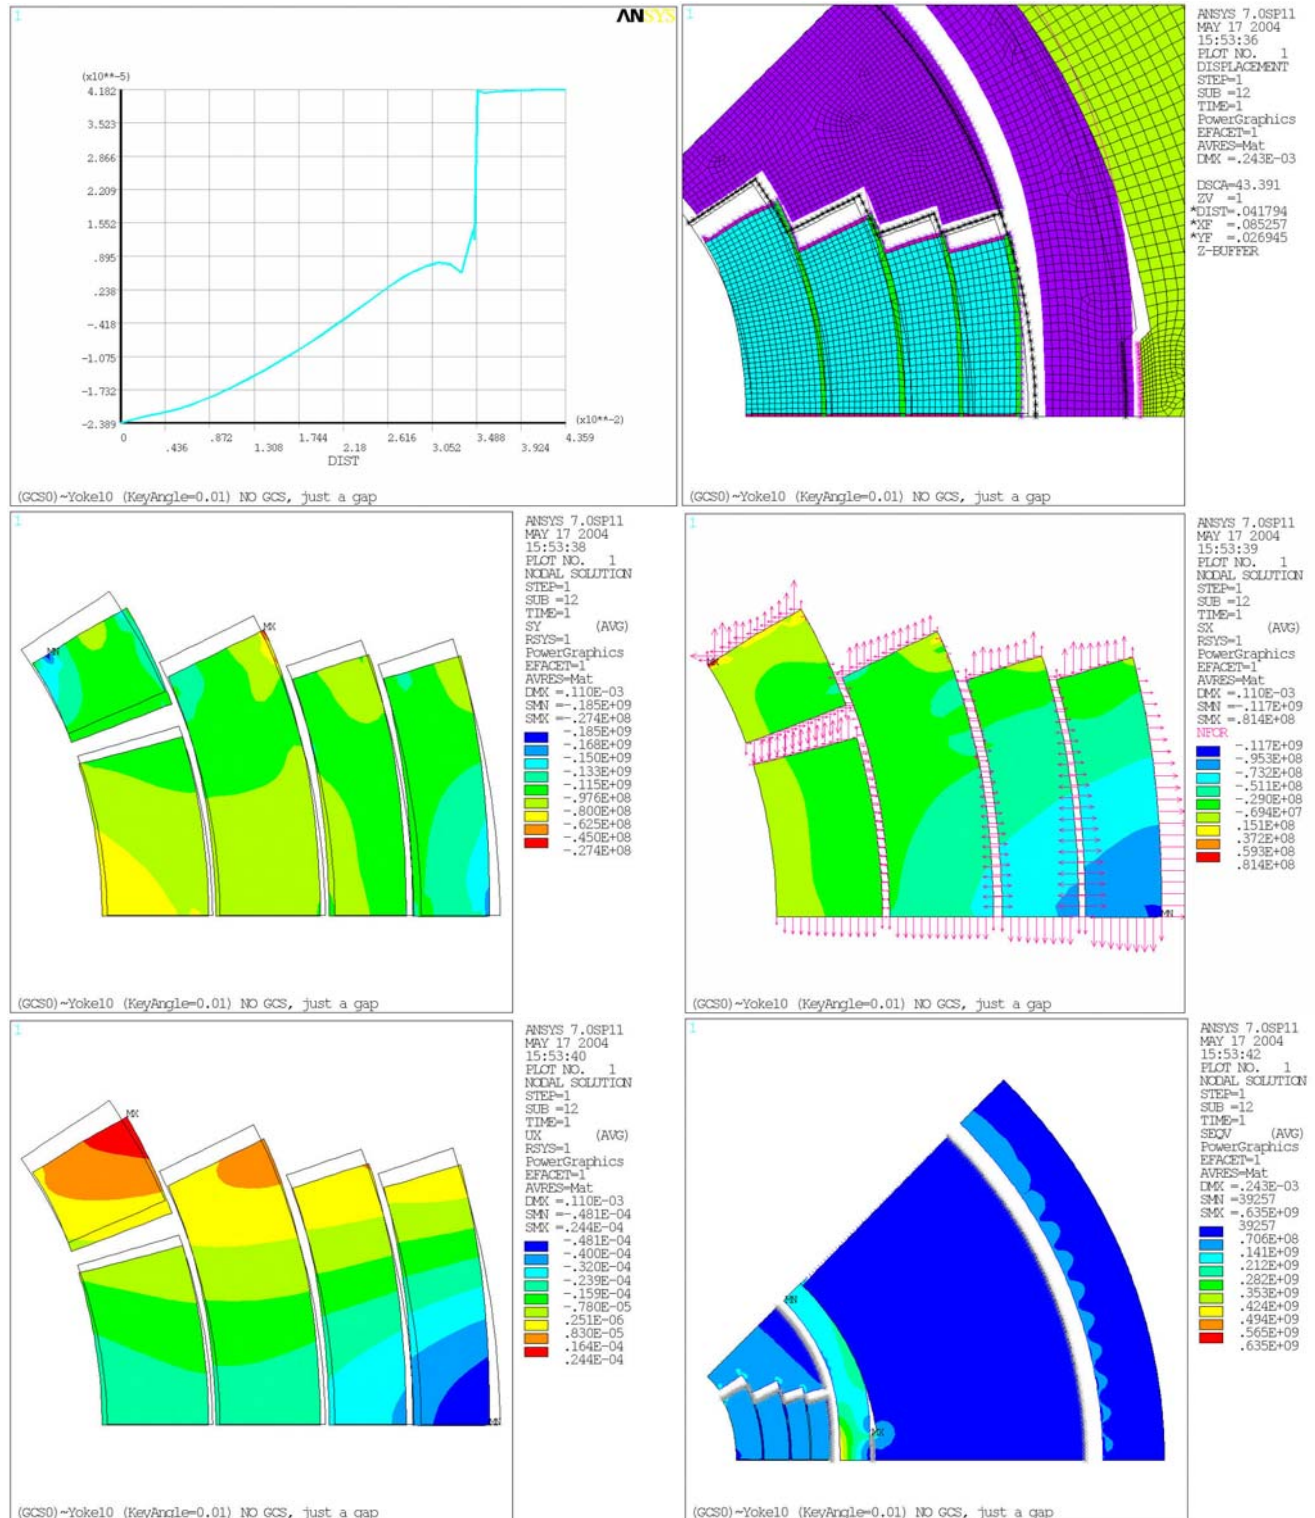 1
ANSYS
(x10**-5)
4.182
3.523
2.866
2.209
1.552
.895
.238
-.418
-1.075
-1.732
-2.389
(x10**-2)
0
.872
1.744
2.616
3.488
4.359
.436
1.308
2.18
3.052
3.924
DIST
(GCS0)~Yoke10 (KeyAngle=0.01) NO GCS, just a gap
1
ANSYS 7.0SP11
MAY 17 2004
15:53:36
PLOT NO. 1
DISPLACEMENT
STEP=1
SUB =12
TIME=1
PowerGraphics
EFACET=1
AVRES=Mat
DMX =.243E-03
DSCA=43.391
ZV =1
*DIST=.041794
*XF =.085257
*YF =.026945
Z-BUFFER
(GCS0)~Yoke10 (KeyAngle=0.01) NO GCS, just a gap
1
MN
MX
ANSYS 7.0SP11
MAY 17 2004
15:53:38
PLOT NO. 1
NODAL SOLUTION
STEP=1
SUB =12
TIME=1
SY (AVG)
RSYS=1
PowerGraphics
EFACET=1
AVRES=Mat
DMX =.110E-03
SMN =-.185E+09
SMX =-.274E+08
-.185E+09
-.168E+09
-.150E+09
-.133E+09
-.115E+09
-.976E+08
-.800E+08
-.625E+08
-.450E+08
-.274E+08
(GCS0)~Yoke10 (KeyAngle=0.01) NO GCS, just a gap
1
MX
MN
ANSYS 7.0SP11
MAY 17 2004
15:53:39
PLOT NO. 1
NODAL SOLUTION
STEP=1
SUB =12
TIME=1
SX (AVG)
RSYS=1
PowerGraphics
EFACET=1
AVRES=Mat
DMX =.110E-03
SMN =-.117E+09
SMX =.814E+08
NFOR
-.117E+09
-.953E+08
-.732E+08
-.511E+08
-.290E+08
-.694E+07
.151E+08
.372E+08
.593E+08
.814E+08
(GCS0)~Yoke10 (KeyAngle=0.01) NO GCS, just a gap
1
MX
MN
ANSYS 7.0SP11
MAY 17 2004
15:53:40
PLOT NO. 1
NODAL SOLUTION
STEP=1
SUB =12
TIME=1
UX (AVG)
RSYS=1
PowerGraphics
EFACET=1
AVRES=Mat
DMX =.110E-03
SMN =-.481E-04
SMX =.244E-04
-.481E-04
-.400E-04
-.320E-04
-.239E-04
-.159E-04
-.780E-05
.251E-06
.830E-05
.164E-04
.244E-04
(GCS0)~Yoke10 (KeyAngle=0.01) NO GCS, just a gap
1
MN
MX
ANSYS 7.0SP11
MAY 17 2004
15:53:42
PLOT NO. 1
NODAL SOLUTION
STEP=1
SUB =12
TIME=1
SEQV (AVG)
PowerGraphics
EFACET=1
AVRES=Mat
DMX =.243E-03
SMN =39257
SMX =.635E+09
39257
.706E+08
.141E+09
.212E+09
.282E+09
.353E+09
.424E+09
.494E+09
.565E+09
.635E+09
(GCS0)~Yoke10 (KeyAngle=0.01) NO GCS, just a gap